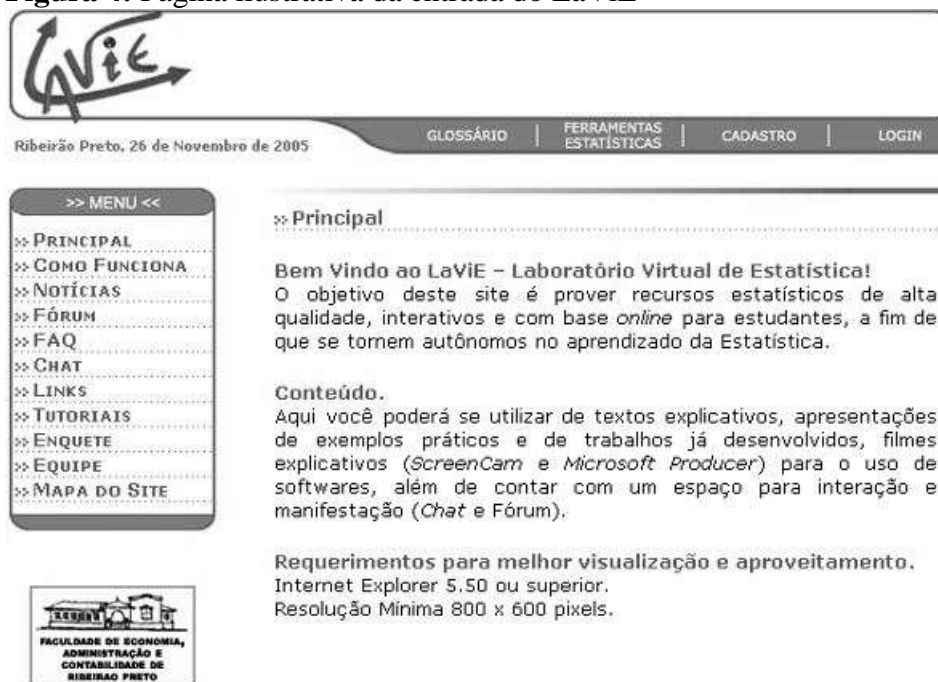 Figura 4: Página ilustrativa da entrada do LaViE
LAViE
Ribeirão Preto, 26 de Novembro de 2005
GLOSSÁRIO | FERRAMENTAS ESTATÍSTICAS | CADASTRO | LOGIN
>> MENU <<
» PRINCIPAL
» COMO FUNCIONA
» NOTÍCIAS
» FÓRUM
» FAQ
» CHAT
» LINKS
» TUTORIAIS
» ENQUETE
» EQUIPE
» MAPA DO SITE
FACULDADE DE ECONOMIA,
ADMINISTRAÇÃO E
CONTABILIDADE DE
RIBEIRAO PRETO
» Principal
Bem Vindo ao LaViE – Laboratório Virtual de Estatística!
O objetivo deste site é prover recursos estatísticos de alta
qualidade, interativos e com base online para estudantes, a fim de
que se tornem autônomos no aprendizado da Estatística.
Conteúdo.
Aqui você poderá se utilizar de textos explicativos, apresentações
de exemplos práticos e de trabalhos já desenvolvidos, filmes
explicativos (ScreenCam e Microsoft Producer) para o uso de
softwares, além de contar com um espaço para interação e
manifestação (Chat e Fórum).
Requerimentos para melhor visualização e aproveitamento.
Internet Explorer 5.50 ou superior.
Resolução Mínima 800 x 600 pixels.